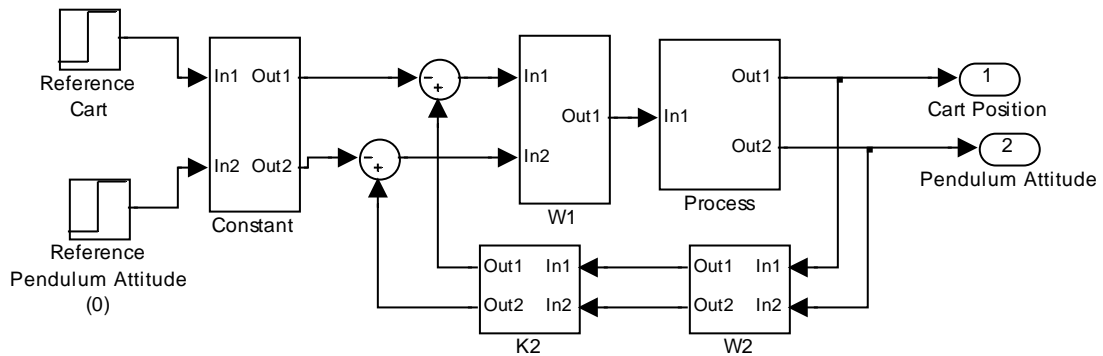 Reference
Cart
Reference
Pendulum Attitude
(0)
In1
In2
Out1
Out2
Constant
-
+
-
+
In1
In2
Out1
W1
In1
Out1
Out2
Process
1
Cart Position
2
Pendulum Attitude
Out1
Out2
In1
In2
K2
Out1
Out2
In1
In2
W2